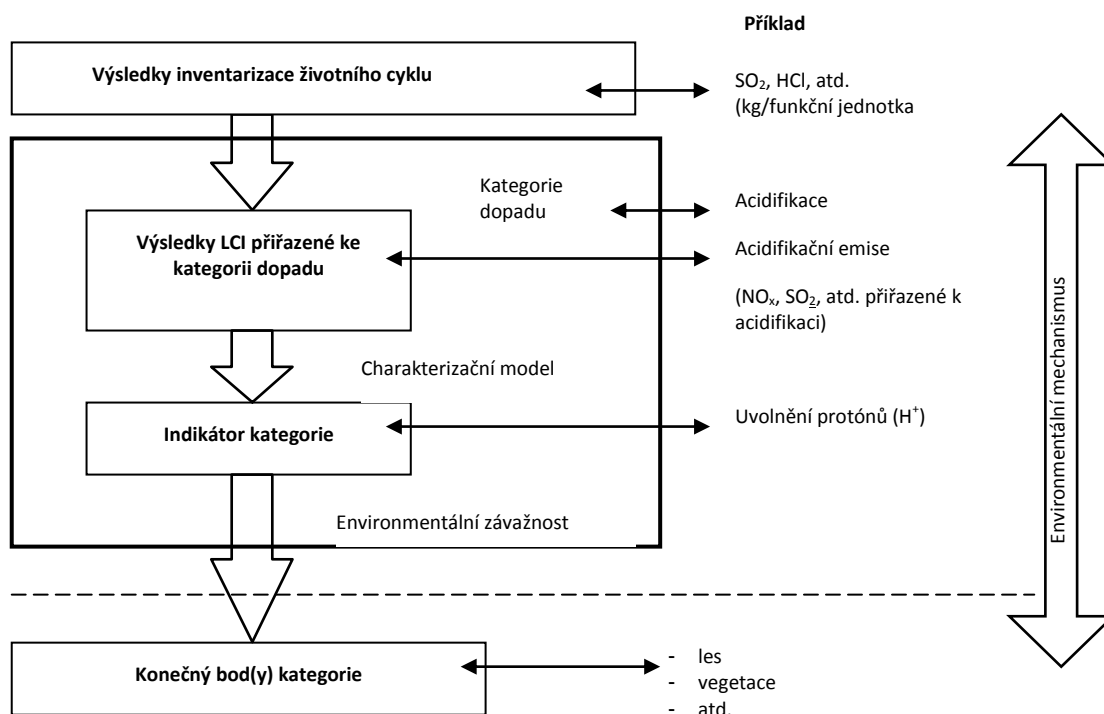 Příklad
Výsledky inventarizace životního cyklu
SO₂, HCl, atd.
(kg/funkční jednotka
Kategorie
dopadu
Acidifikace
Výsledky LCI přiřazené ke
kategorii dopadu
Acidifikační emise
(NOₓ, SO₂, atd. přiřazené k
acidifikaci)
Charakterizační model
Indikátor kategorie
Uvolnění protónů (H⁺)
Environmentální závažnost
Environmentální mechanismus
Konečný bod(y) kategorie
- les
- vegetace
- atd.